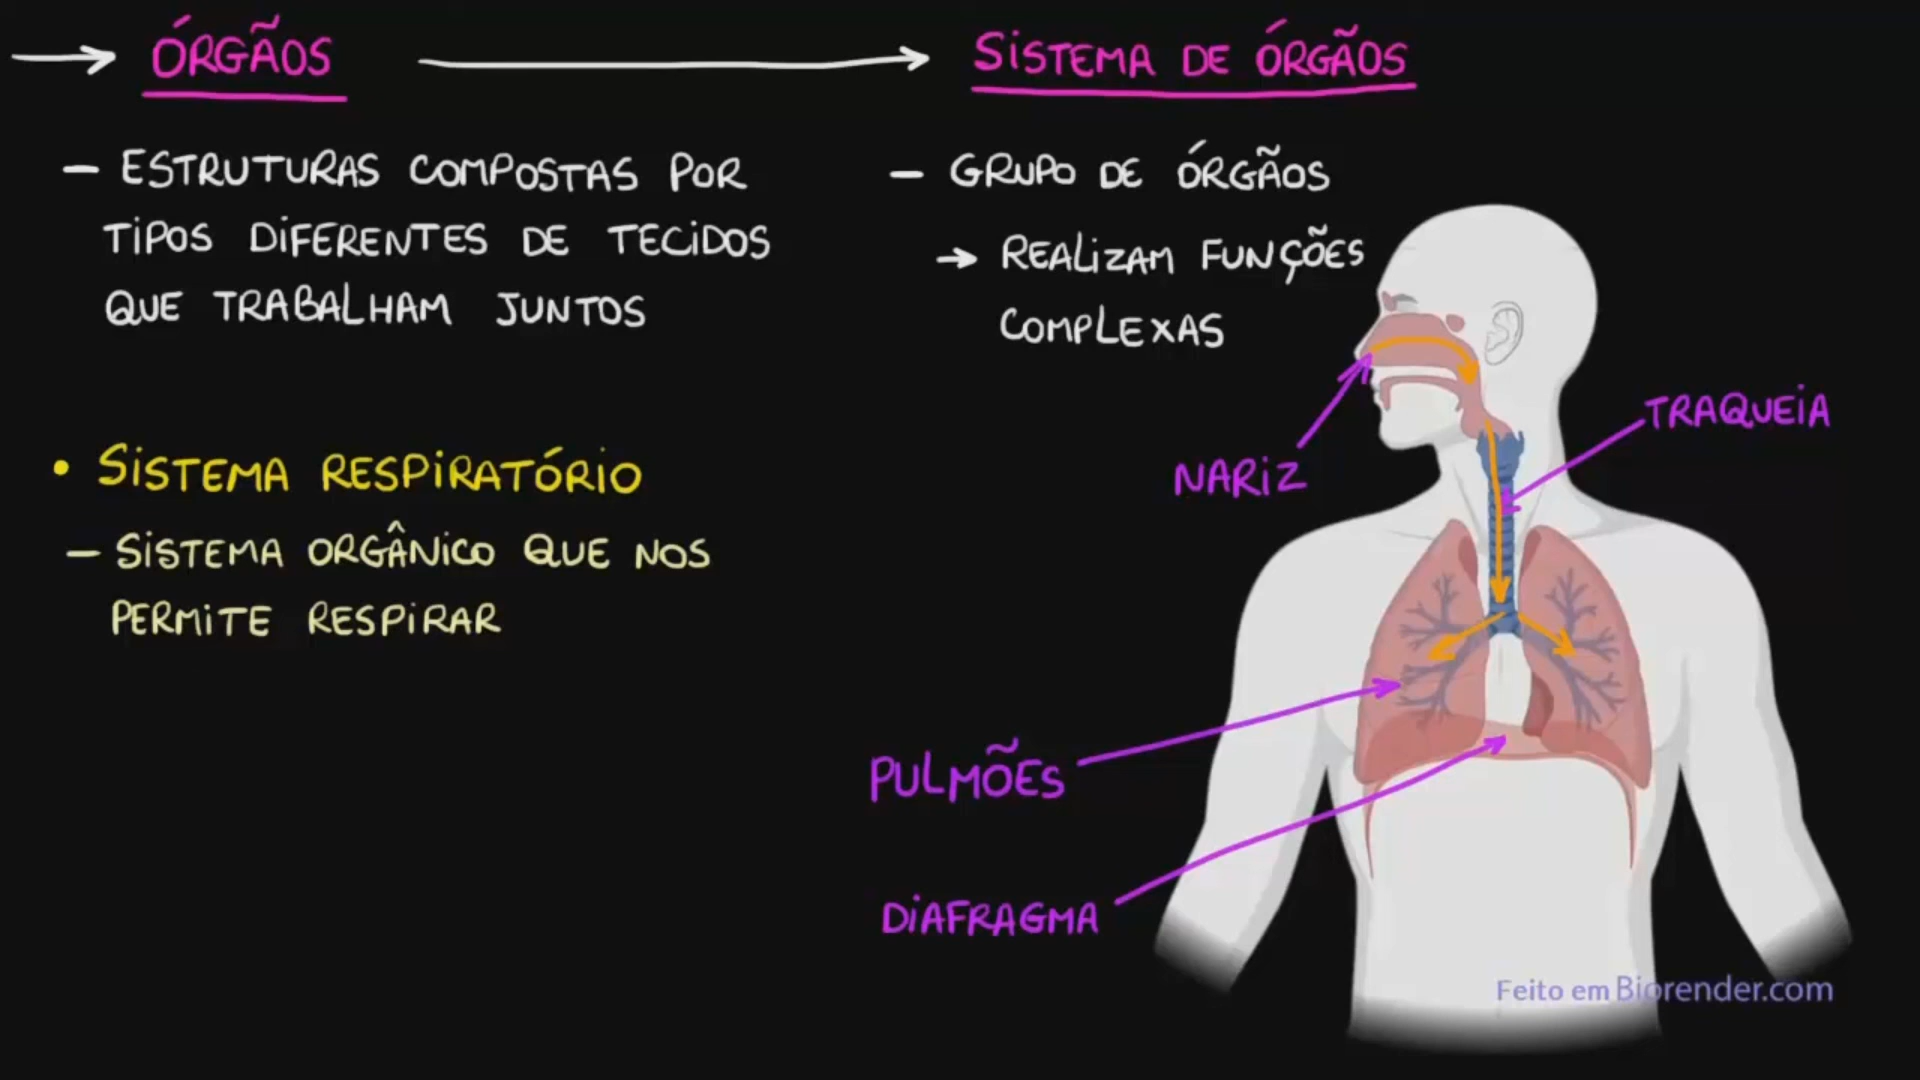 ÓRGÃOS
SISTEMA DE ÓRGÃOS
– ESTRUTURAS COMPOSTAS POR
TIPOS DIFERENTES DE TECIDOS
QUE TRABALHAM JUNTOS
– GRUPO DE ÓRGÃOS
→ REALIZAM FUNÇÕES
COMPLEXAS
• SISTEMA RESPIRATÓRIO
– SISTEMA ORGÂNICO QUE NOS
PERMITE RESPIRAR
TRAQUEIA
NARIZ
PULMÕES
DIAFRAGMA
Feito em Biorender.com